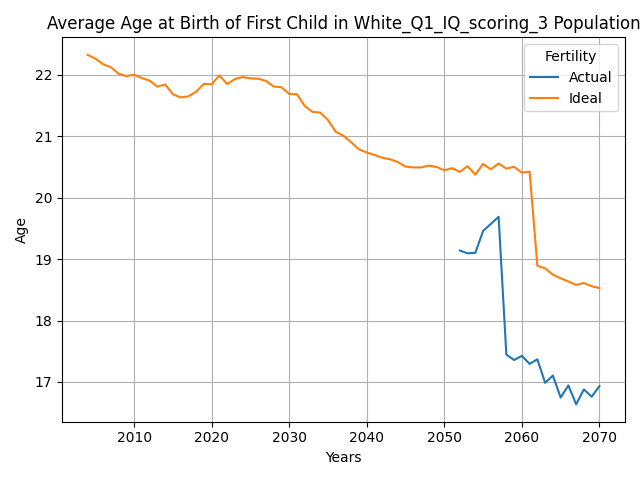 Average Age at Birth of First Child in White_Q1_IQ_scoring_3 Population
Fertility
Actual
Ideal
Age
22
21
20
19
18
17
2010
2020
2030
2040
2050
2060
2070
Years